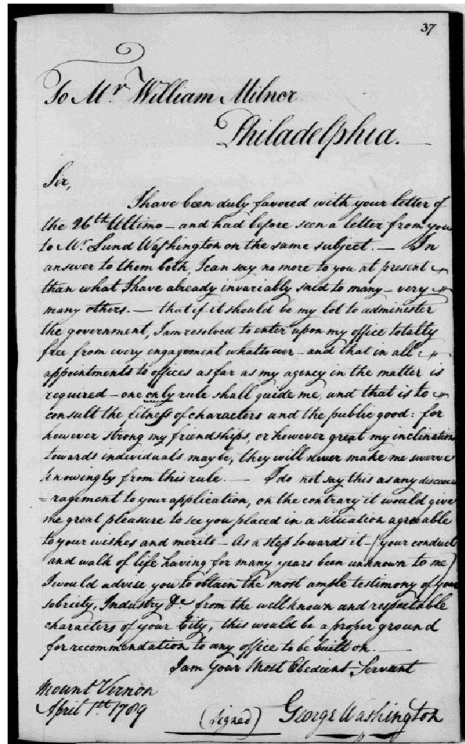 37
To Mr. William Milnor
Philadelphia.
Sir,
I have been duly favored with your letter of
the 26th Ultimo — and had before seen a letter from you
to Mr. Lund Washington on the same subject. — In
answer to them both, I can say no more to you at present
than what I have already invariably said to many — very
many others. — that if it should be my lot to administer
the government, I am resolved to enter upon my office totally
free from every engagement whatsoever — and that in all
appointments to offices as far as my agency in the matter is
required — one only rule shall guide me, and that is to
consult the fitness of characters and the public good: for
however strong my friendships, or however great my inclinations
towards individuals may be, they will never make me swerve
knowingly from this rule. — I do not say this as any discou
=ragement to your application, on the contrary it would give
me great pleasure to see you placed in a situation agreeable
to your wishes and merits — As a step towards it (your conduct
and walk of life having for many years been unknown to me)
I would advise you to obtain the most ample testimony of your
sobriety, Industry &c from the well known and respectable
characters of your City, this would be a proper ground
for recommendation to any office to be built on. —
I am Your Most Obedient Servant
Mount Vernon
April 1st 1789
(signed) George Washington